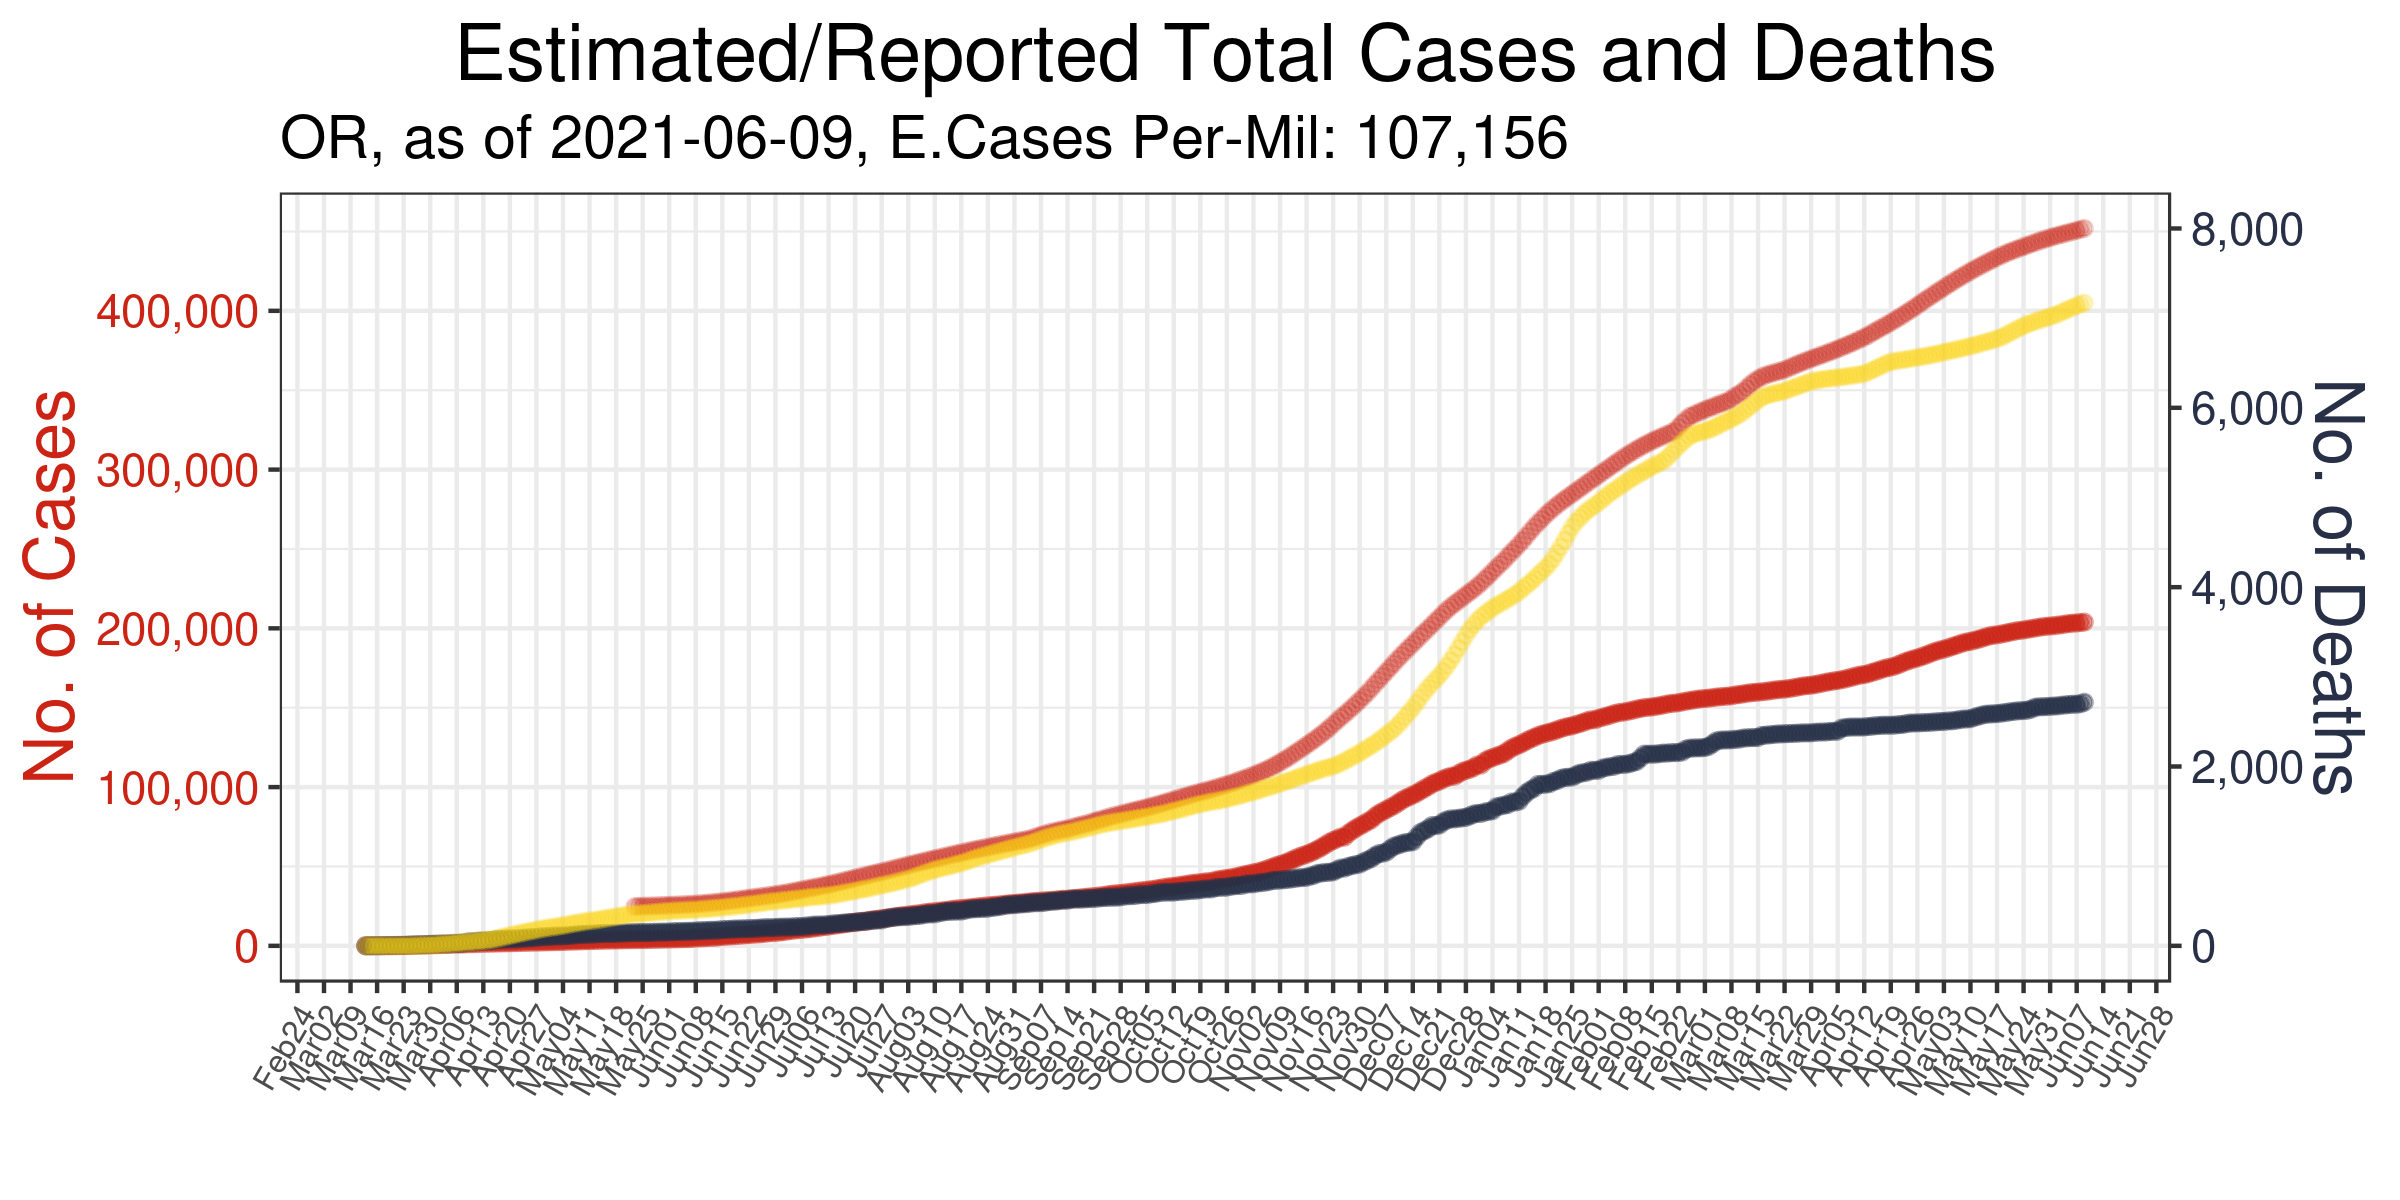 Estimated/Reported Total Cases and Deaths
OR, as of 2021-06-09, E.Cases Per-Mil: 107,156
No. of Cases
400,000
300,000
200,000
100,000
0
8,000
6,000
4,000
2,000
0
No. of Deaths
Feb24
Mar02
Mar09
Mar16
Mar23
Mar30
Apr06
Apr13
Apr20
Apr27
May04
May11
May18
May25
Jun01
Jun08
Jun15
Jun22
Jun29
Jul06
Jul13
Jul20
Jul27
Aug03
Aug10
Aug17
Aug24
Aug31
Sep07
Sep14
Sep21
Sep28
Oct05
Oct12
Oct19
Oct26
Nov02
Nov09
Nov16
Nov23
Nov30
Dec07
Dec14
Dec21
Dec28
Jan04
Jan11
Jan18
Jan25
Feb01
Feb08
Feb15
Feb22
Mar01
Mar08
Mar15
Mar22
Mar29
Apr05
Apr12
Apr19
Apr26
May03
May10
May17
May24
May31
Jun07
Jun14
Jun21
Jun28